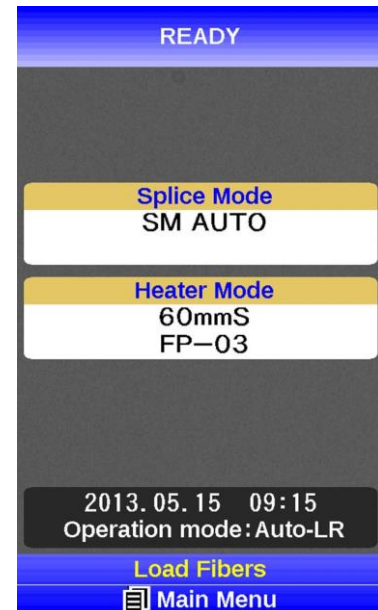 READY
Splice Mode
SM AUTO
Heater Mode
60mmS
FP-03
2013.05.15 09:15
Operation mode:Auto-LR
Load Fibers
Main Menu